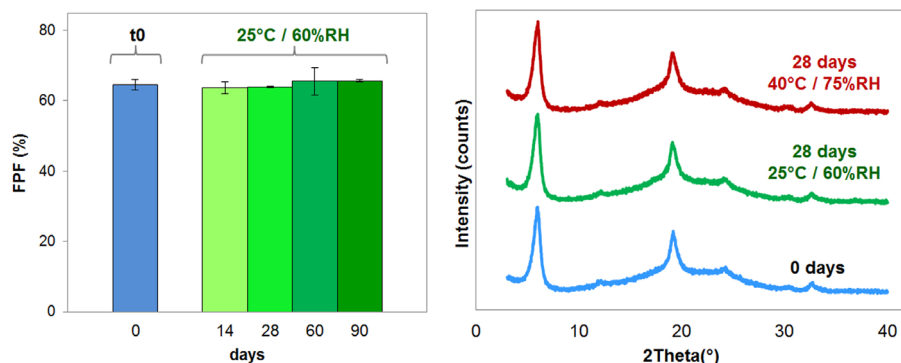 80
60
40
20
0
FPF (%)
t0
25°C / 60%RH
0
14
28
60
90
days
Intensity (counts)
28 days
40°C / 75%RH
28 days
25°C / 60%RH
0 days
0
10
20
30
40
2Theta(°)